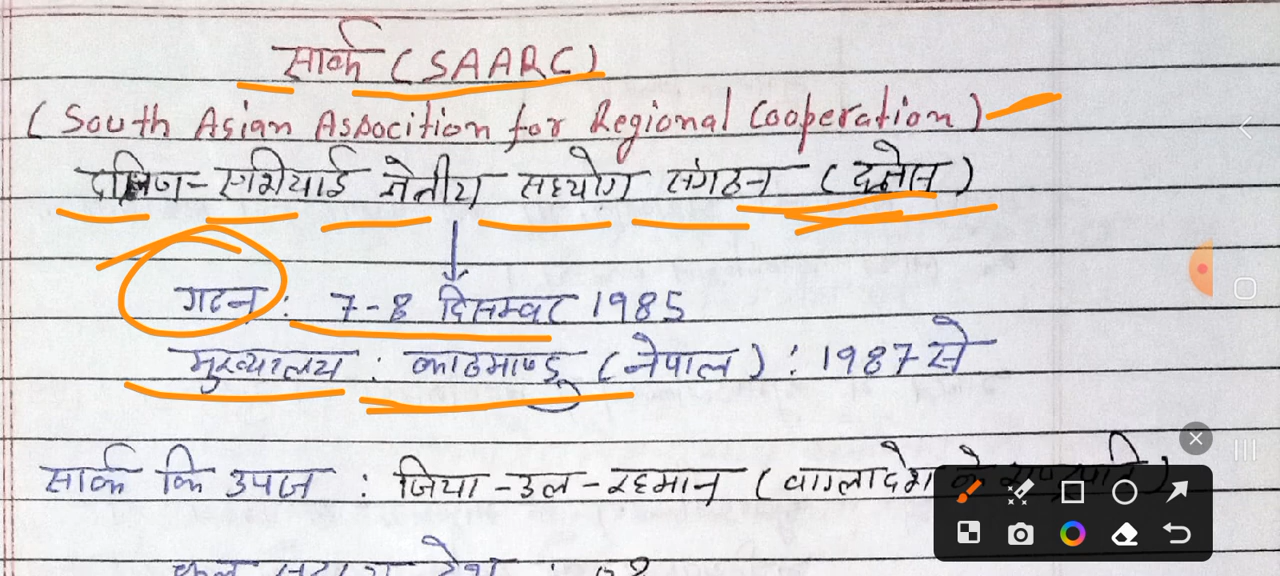 सार्क (SAARC)
(South Asian Assocition for Regional Cooperation)
दक्षिण-एशियाई क्षेत्रीय सहयोग संगठन (दक्षेस)
गठन : 7-8 दिसम्बर 1985
मुख्यालय : काठमाण्डू (नेपाल) : 1987 से
सार्क कि उपज : जिया-उल-रहमान (बाग्लादेश के